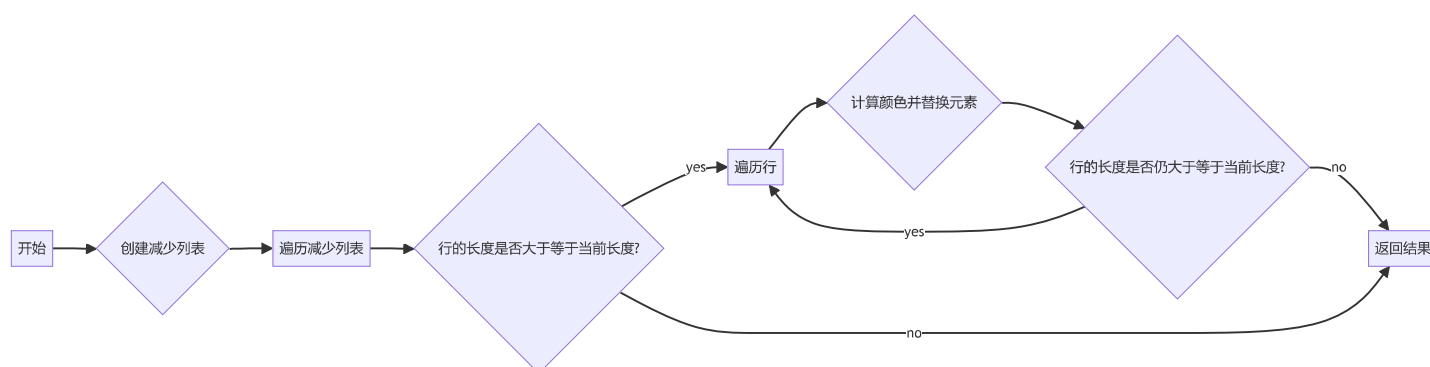 开始
创建减少列表
遍历减少列表
行的长度是否大于等于当前长度?
yes
遍历行
计算颜色并替换元素
行的长度是否仍大于等于当前长度?
yes
no
no
返回结果